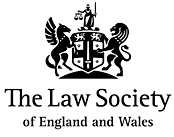 The Law Society
of England and Wales